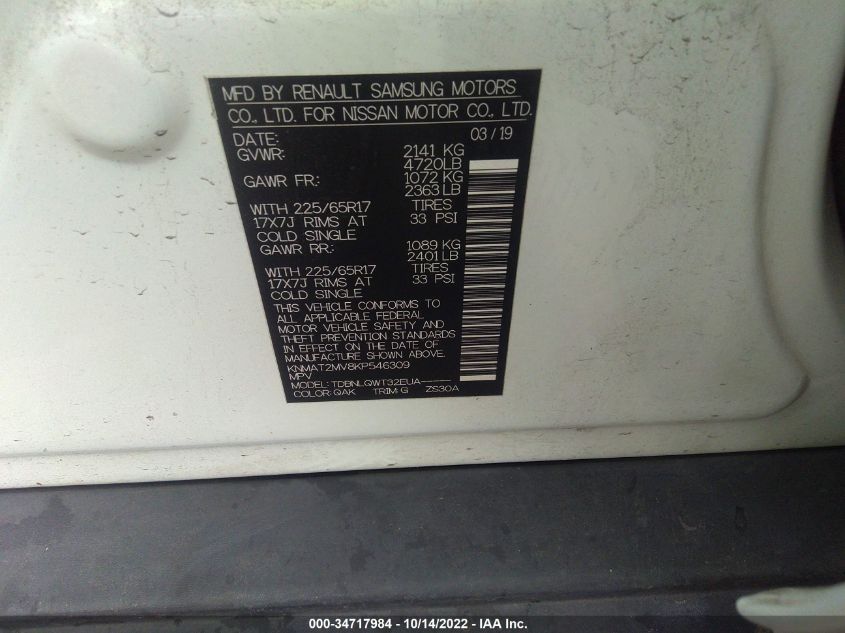 MFD BY RENAULT SAMSUNG MOTORS
CO., LTD. FOR NISSAN MOTOR CO., LTD.
DATE: 03/19
GVWR: 2141 KG
4720LB
GAWR FR: 1072 KG
2363 LB
WITH 225/65R17 TIRES
17X7J RIMS AT 33 PSI
COLD SINGLE
GAWR RR: 1089 KG
2401 LB
WITH 225/65R17 TIRES
17X7J RIMS AT 33 PSI
COLD SINGLE
THIS VEHICLE CONFORMS TO
ALL APPLICABLE FEDERAL
MOTOR VEHICLE SAFETY AND
THEFT PREVENTION STANDARDS
IN EFFECT ON THE DATE OF
MANUFACTURE SHOWN ABOVE.
KNMAT2MV8KP546309
MPV
MODEL: TDBNLQWT32EUA-----
COLOR: QAK TRIM: G ZS30A
000-34717984 - 10/14/2022 - IAA Inc.